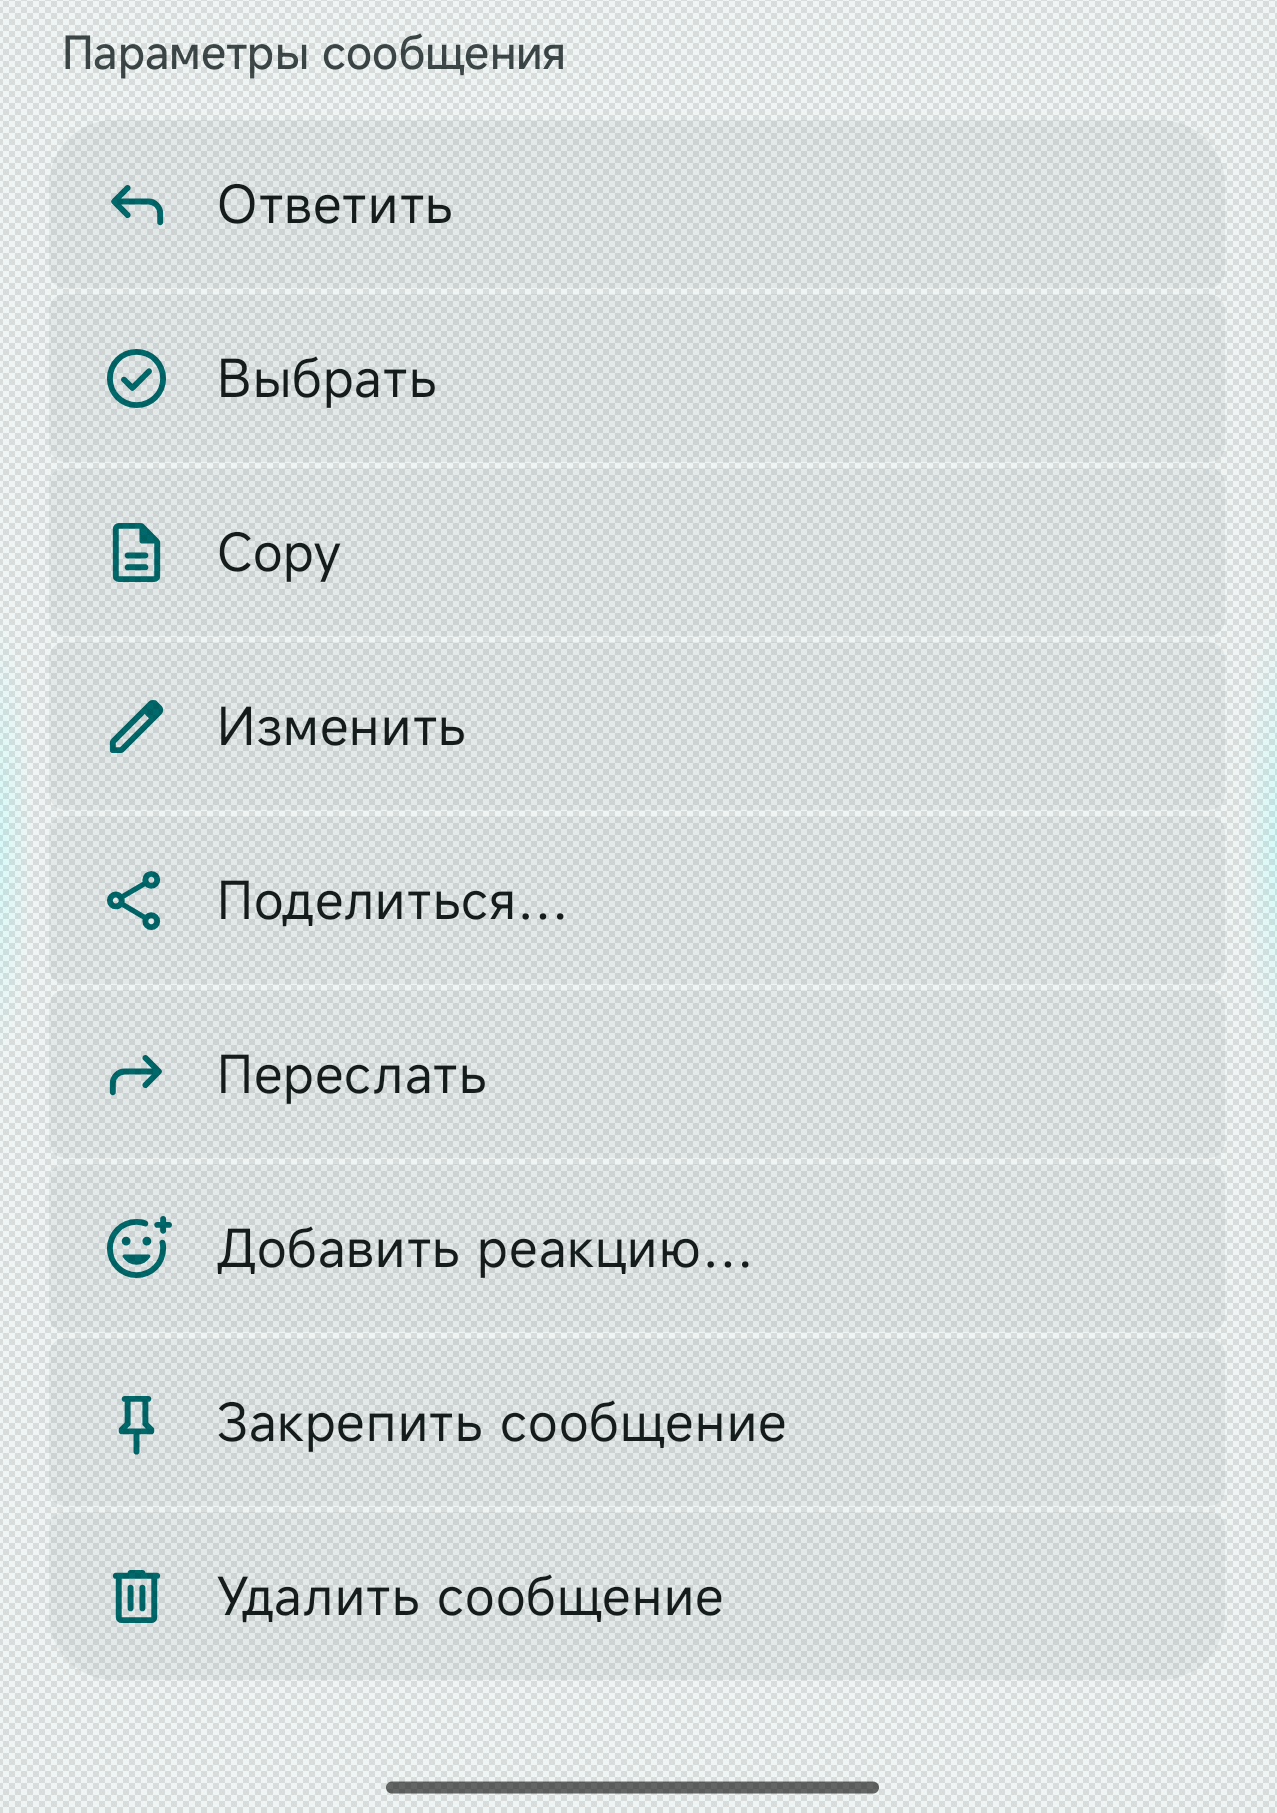 Параметры сообщения
Ответить
Выбрать
Copy
Изменить
Поделиться...
Переслать
Добавить реакцию...
Закрепить сообщение
Удалить сообщение